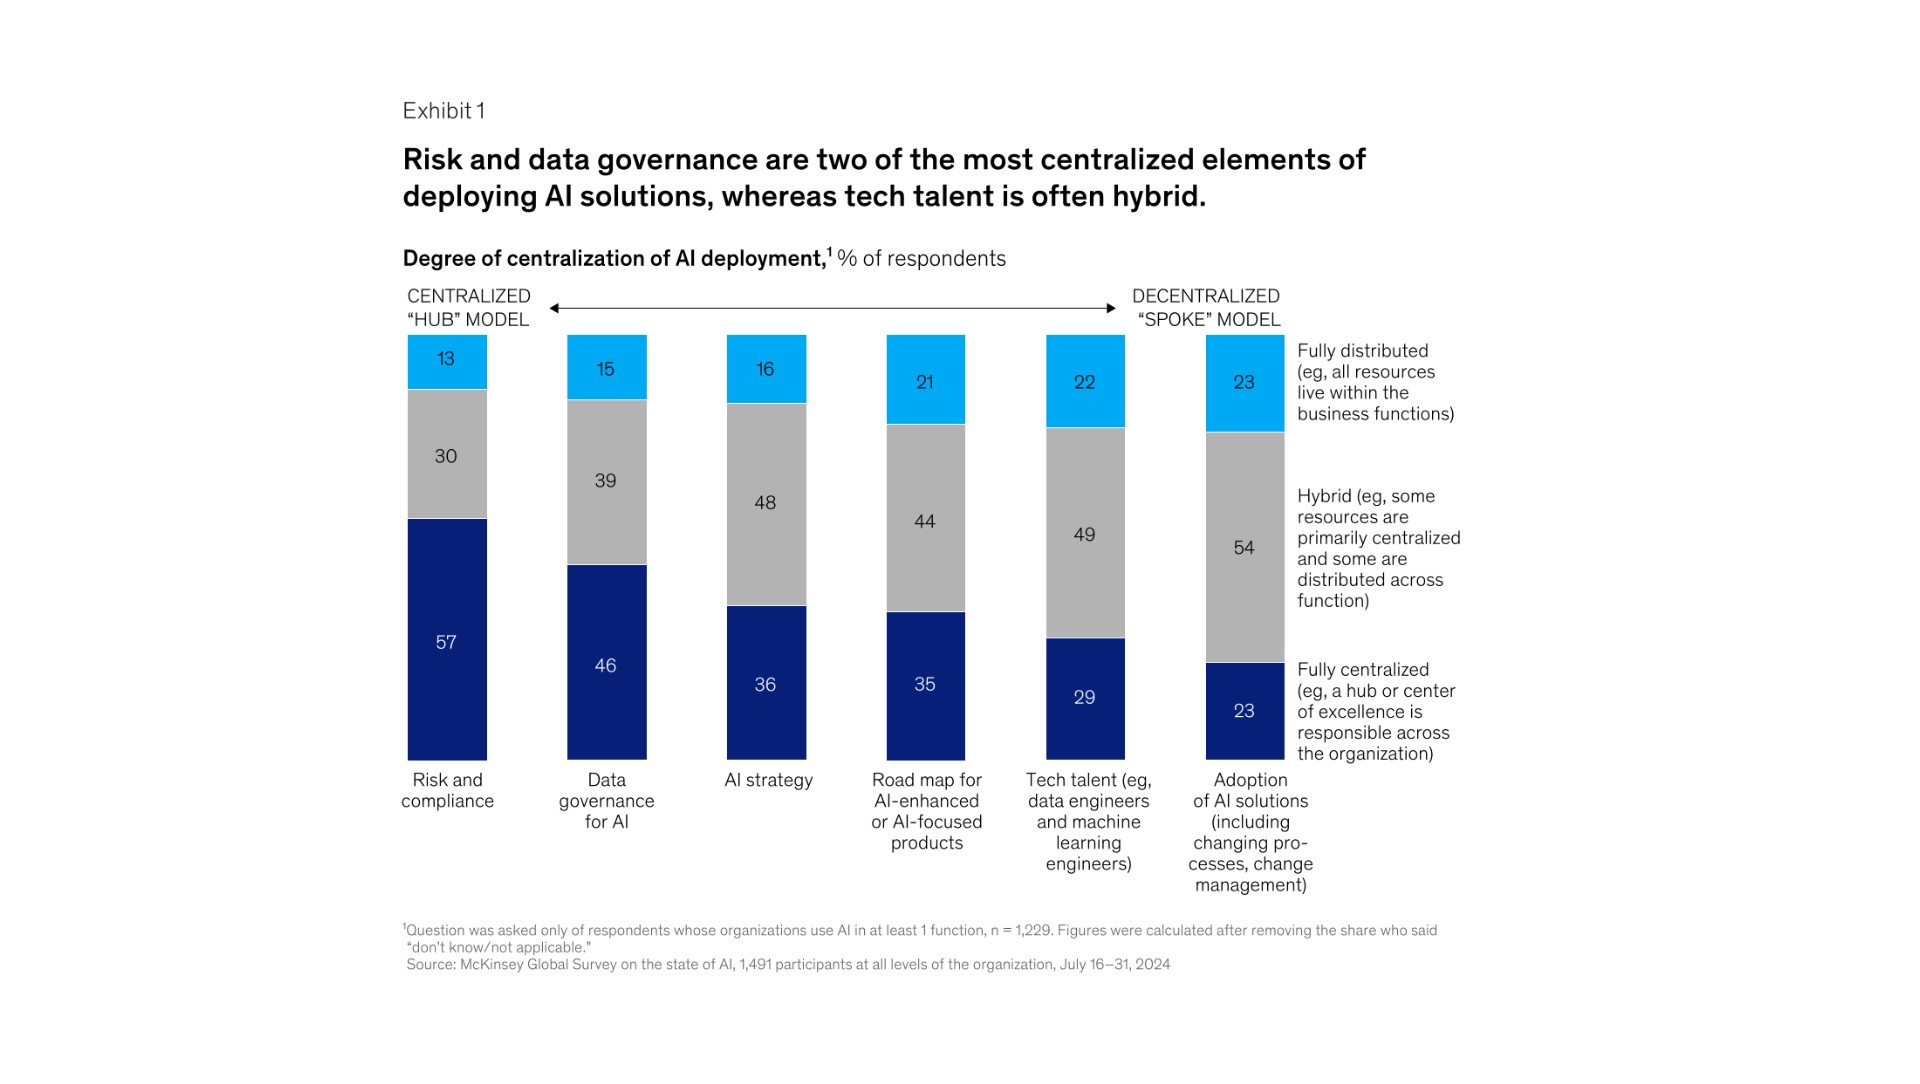 Exhibit 1
Risk and data governance are two of the most centralized elements of
deploying AI solutions, whereas tech talent is often hybrid.
Degree of centralization of AI deployment,¹ % of respondents
CENTRALIZED
“HUB” MODEL
DECENTRALIZED
“SPOKE” MODEL
13
15
16
21
22
23
Fully distributed
(eg, all resources
live within the
business functions)
30
39
48
44
49
54
Hybrid (eg, some
resources are
primarily centralized
and some are
distributed across
function)
57
46
36
35
29
23
Fully centralized
(eg, a hub or center
of excellence is
responsible across
the organization)
Risk and
compliance
Data
governance
for AI
AI strategy
Road map for
AI-enhanced
or AI-focused
products
Tech talent (eg,
data engineers
and machine
learning
engineers)
Adoption
of AI solutions
(including
changing pro-
cesses, change
management)
¹Question was asked only of respondents whose organizations use AI in at least 1 function, n = 1,229. Figures were calculated after removing the share who said
“don’t know/not applicable.”
Source: McKinsey Global Survey on the state of AI, 1,491 participants at all levels of the organization, July 16–31, 2024